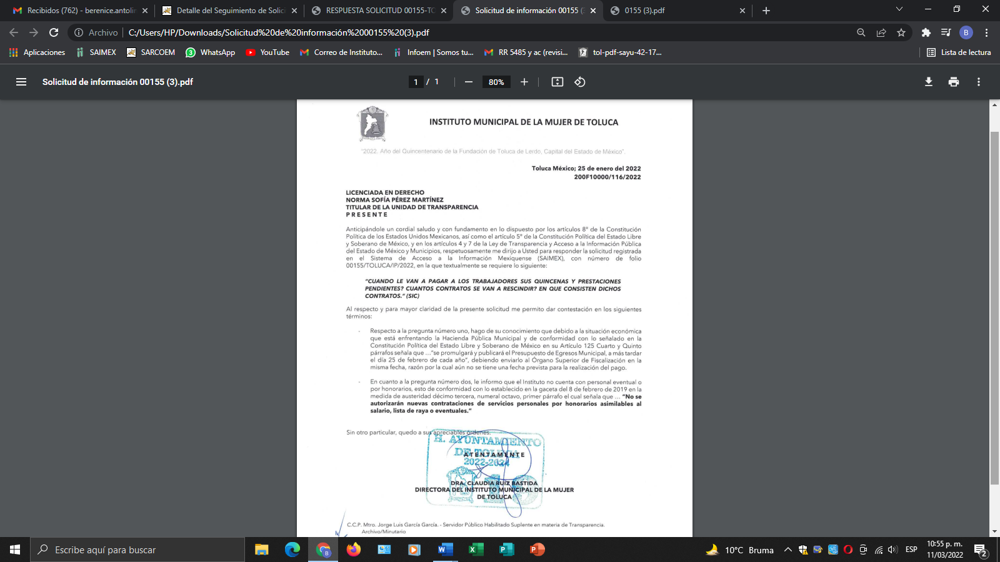 Recibidos (762) - berenice.antolin
Detalle del Seguimiento de Solici
RESPUESTA SOLICITUD 00155-TO
Solicitud de información 00155 (
0155 (3).pdf
Archivo
C:/Users/HP/Downloads/Solicitud%20de%20información%2000155%20(3).pdf
B
Aplicaciones
SAIMEX
SARCOEM
3
WhatsApp
YouTube
Correo de Instituto...
Infoem | Somos tu...
RR 5485 y ac (revisi...
tol-pdf-sayu-42-17...
Lista de lectura
Solicitud de información 00155 (3).pdf
1 / 1
80%
INSTITUTO MUNICIPAL DE LA MUJER DE TOLUCA
"2022. Año del Quincentenario de la Fundación de Toluca de Lerdo, Capital del Estado de México".
Toluca México; 25 de enero del 2022
200F10000/116/2022
LICENCIADA EN DERECHO
NORMA SOFÍA PÉREZ MARTÍNEZ
TITULAR DE LA UNIDAD DE TRANSPARENCIA
P R E S E N T E
Anticipándole un cordial saludo y con fundamento en lo dispuesto por los artículos 8° de la Constitución
Política de los Estados Unidos Mexicanos, así como el artículo 5° de la Constitución Política del Estado Libre
y Soberano de México, y en los artículos 4 y 7 de la Ley de Transparencia y Acceso a la Información Pública
del Estado de México y Municipios, respetuosamente me dirijo a Usted para responder la solicitud registrada
en el Sistema de Acceso a la Información Mexiquense (SAIMEX), con número de folio
00155/TOLUCA/IP/2022, en la que textualmente se requiere lo siguiente:
"CUANDO LE VAN A PAGAR A LOS TRABAJADORES SUS QUINCENAS Y PRESTACIONES
PENDIENTES? CUANTOS CONTRATOS SE VAN A RESCINDIR? EN QUE CONSISTEN DICHOS
CONTRATOS." (SIC)
Al respecto y para mayor claridad de la presente solicitud me permito dar contestación en los siguientes
términos:
- Respecto a la pregunta número uno, hago de su conocimiento que debido a la situación económica
que está enfrentando la Hacienda Pública Municipal y de conformidad con lo señalado en la
Constitución Política del Estado Libre y Soberano de México en su Artículo 125 Cuarto y Quinto
párrafos señala que ..."se promulgará y publicará el Presupuesto de Egresos Municipal, a más tardar
el día 25 de febrero de cada año", debiendo enviarlo al Órgano Superior de Fiscalización en la
misma fecha, razón por la cual aún no se tiene una fecha prevista para la realización del pago.
- En cuanto a la pregunta número dos, le informo que el Instituto no cuenta con personal eventual o
por honorarios, esto de conformidad con lo establecido en la gaceta del 8 de febrero de 2019 en la
medida de austeridad décimo tercera, numeral octavo, primer párrafo el cual señala que ... "No se
autorizarán nuevas contrataciones de servicios personales por honorarios asimilables al
salario, lista de raya o eventuales."
Sin otro particular, quedo a sus apreciables órdenes.
H. AYUNTAMIENTO
DE TOLUCA
A T E N T A M E N T E
2022-2024
DRA. CLAUDIA RUIZ BASTIDA
DIRECTORA DEL INSTITUTO MUNICIPAL DE LA MUJER
DE TOLUCA
C.C.P. Mtro. Jorge Luis García García. - Servidor Público Habilitado Suplente en materia de Transparencia.
Archivo/Minutario
Escribe aquí para buscar
10°C Bruma
ESP
10:55 p. m.
11/03/2022
2